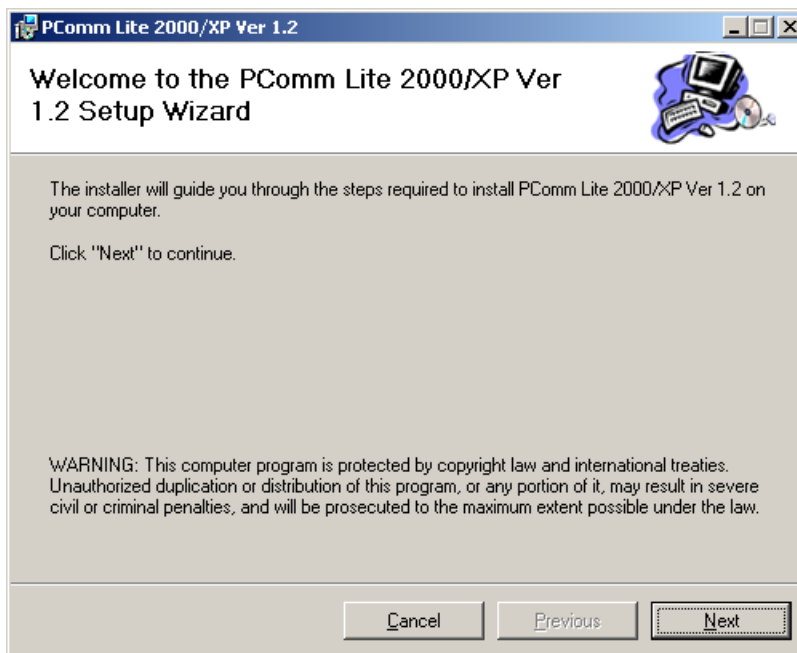 PComm Lite 2000/XP Ver 1.2
Welcome to the PComm Lite 2000/XP Ver
1.2 Setup Wizard
The installer will guide you through the steps required to install PComm Lite 2000/XP Ver 1.2 on
your computer.
Click "Next" to continue.
WARNING: This computer program is protected by copyright law and international treaties.
Unauthorized duplication or distribution of this program, or any portion of it, may result in severe
civil or criminal penalties, and will be prosecuted to the maximum extent possible under the law.
Cancel Previous Next